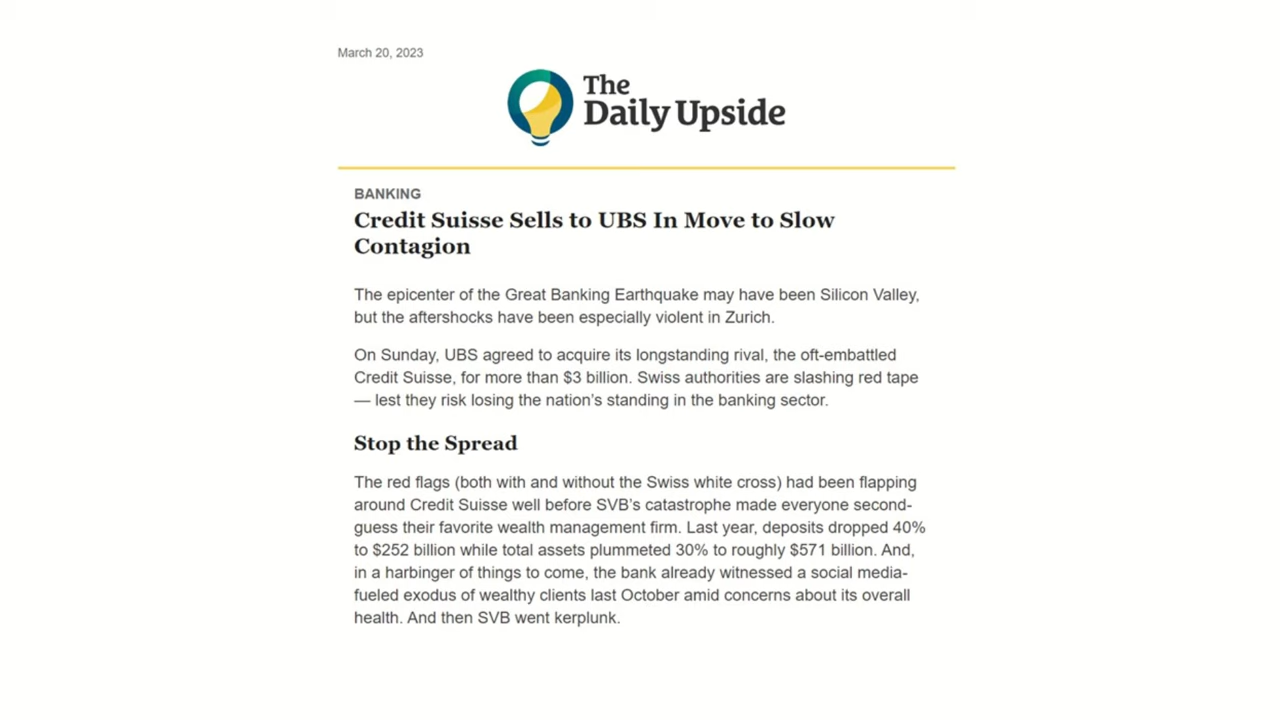 March 20, 2023
The
Daily Upside
BANKING
Credit Suisse Sells to UBS In Move to Slow
Contagion
The epicenter of the Great Banking Earthquake may have been Silicon Valley,
but the aftershocks have been especially violent in Zurich.
On Sunday, UBS agreed to acquire its longstanding rival, the oft-embattled
Credit Suisse, for more than $3 billion. Swiss authorities are slashing red tape
— lest they risk losing the nation's standing in the banking sector.
Stop the Spread
The red flags (both with and without the Swiss white cross) had been flapping
around Credit Suisse well before SVB's catastrophe made everyone second-
guess their favorite wealth management firm. Last year, deposits dropped 40%
to $252 billion while total assets plummeted 30% to roughly $571 billion. And,
in a harbinger of things to come, the bank already witnessed a social media-
fueled exodus of wealthy clients last October amid concerns about its overall
health. And then SVB went kerplunk.